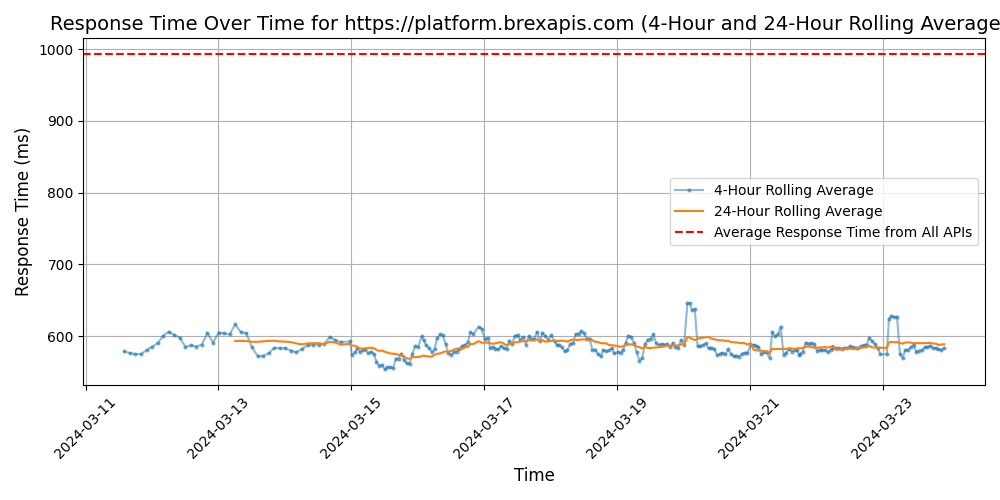 Response Time Over Time for https://platform.brexapis.com (4-Hour and 24-Hour Rolling Average
Response Time (ms)
1000
900
800
700
600
4-Hour Rolling Average
24-Hour Rolling Average
Average Response Time from All APIs
2024-03-11
2024-03-13
2024-03-15
2024-03-17
2024-03-19
2024-03-21
2024-03-23
Time